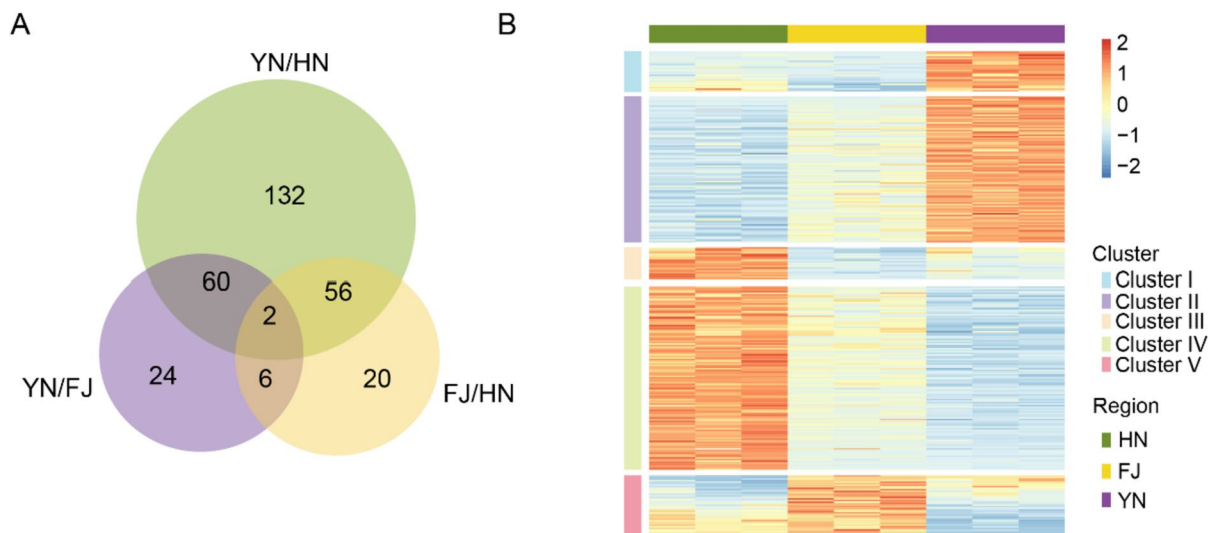 A
B
YN/HN
132
60
56
2
24
6
20
YN/FJ
FJ/HN
2
1
0
−1
−2
Cluster
Cluster I
Cluster II
Cluster III
Cluster IV
Cluster V
Region
HN
FJ
YN